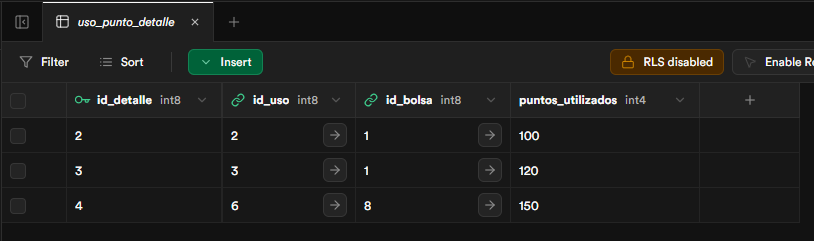 uso_punto_detalle
Filter Sort Insert RLS disabled Enable Re
id_detalle int8 id_uso int8 id_bolsa int8 puntos_utilizados int4
2 2 1 100
3 3 1 120
4 6 8 150